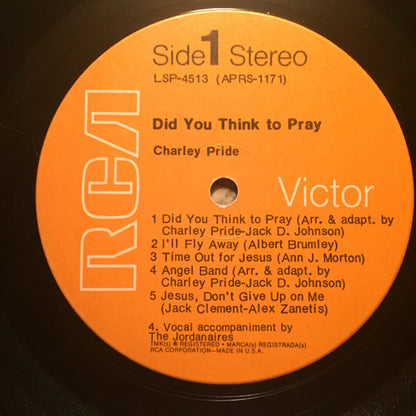 Side 1 Stereo
LSP-4513 (APRS-1171)
Did You Think to Pray
Charley Pride
RCA
Victor
1 Did You Think to Pray (Arr. & adapt. by
Charley Pride-Jack D. Johnson)
2 I'll Fly Away (Albert Brumley)
3 Time Out for Jesus (Ann J. Morton)
4 Angel Band (Arr. & adapt. by
Charley Pride-Jack D. Johnson)
5 Jesus, Don't Give Up on Me
(Jack Clement-Alex Zanetis)
4. Vocal accompaniment by
The Jordanaires
TMK(s) ® REGISTERED • MARCA(s) REGISTRADA(s)
RCA CORPORATION-MADE IN U.S.A.